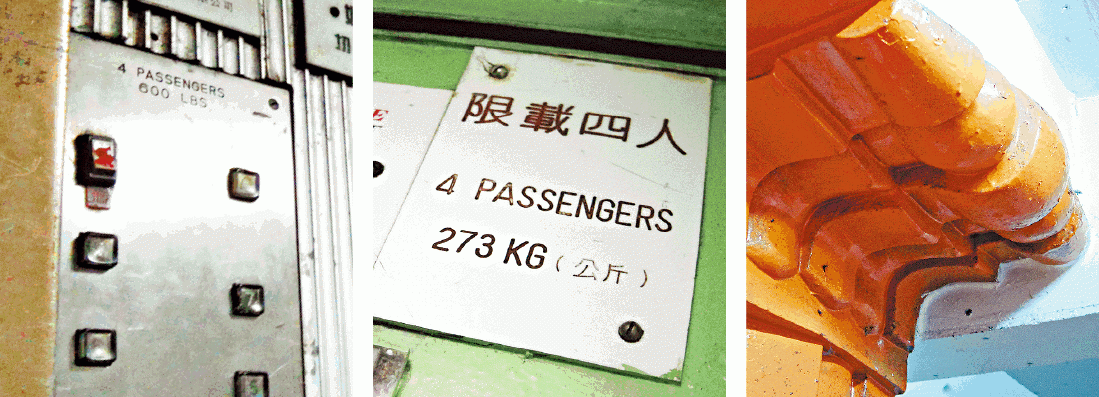 4 PASSENGERS
600 LBS
限載四人
4 PASSENGERS
273 KG (公斤)